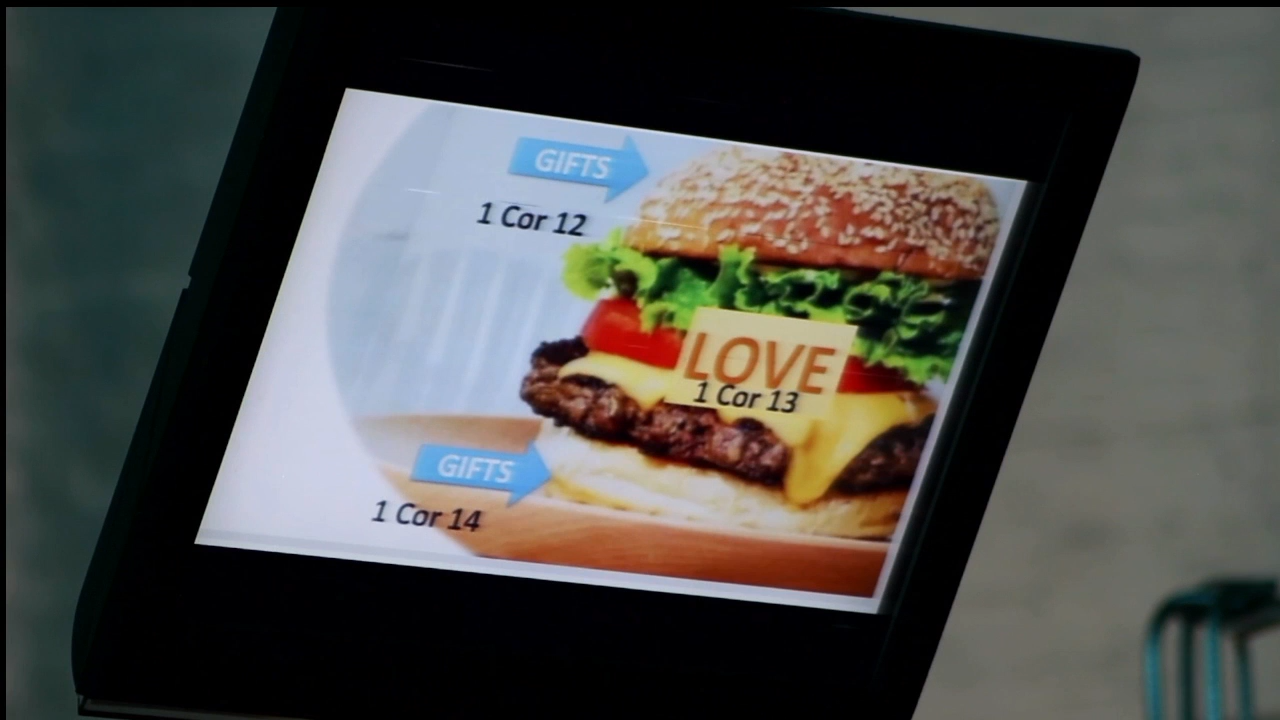 GIFTS
1 Cor 12
LOVE
1 Cor 13
GIFTS
1 Cor 14